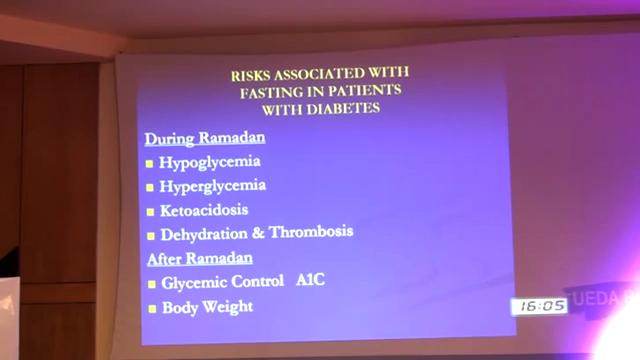 RISKS ASSOCIATED WITH
FASTING IN PATIENTS
WITH DIABETES
During Ramadan
Hypoglycemia
Hyperglycemia
Ketoacidosis
Dehydration & Thrombosis
After Ramadan
Glycemic Control A1C
Body Weight
16:05